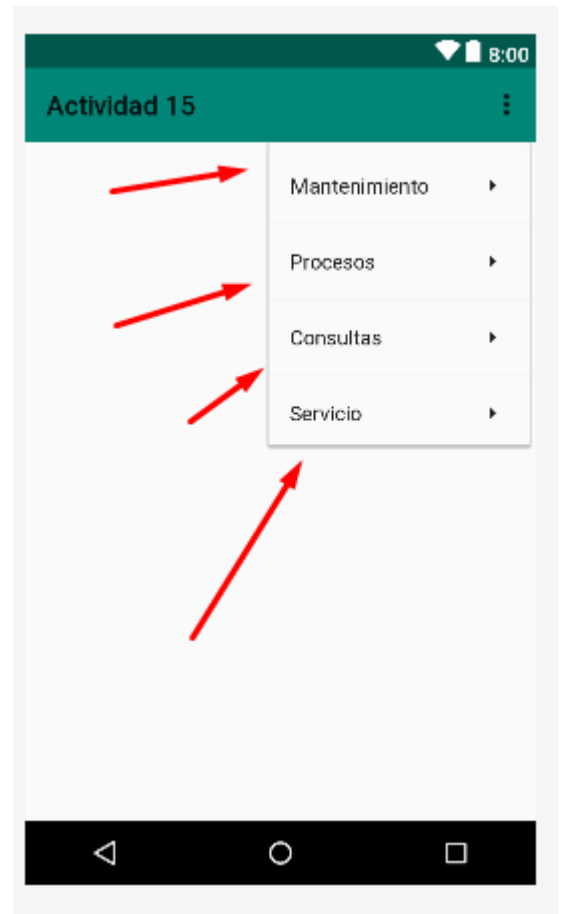 8:00
Actividad 15
Mantenimiento
Procesos
Consultas
Servicio